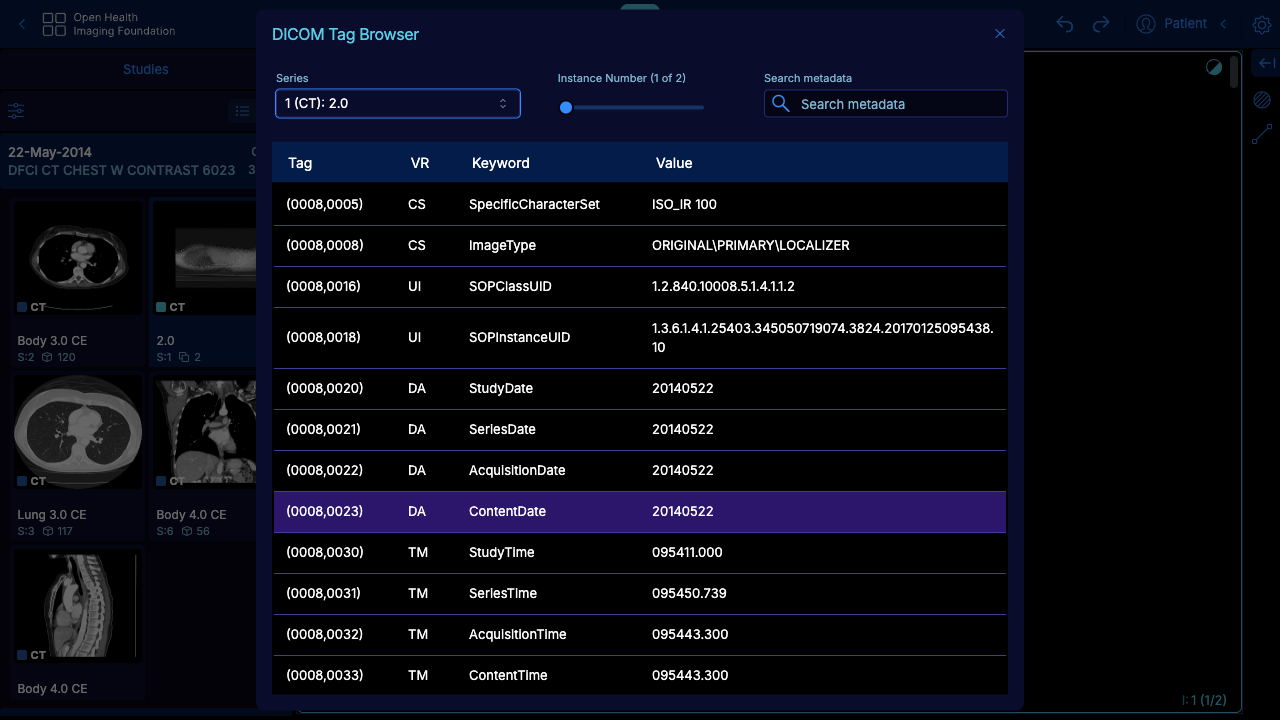 Open Health
Imaging Foundation
Studies
22-May-2014
DFCI CT CHEST W CONTRAST 6023
CT
Body 3.0 CE
S:2 120
CT
2.0
S:1 2
CT
Lung 3.0 CE
S:3 117
CT
Body 4.0 CE
S:6 56
CT
Body 4.0 CE
DICOM Tag Browser
Series
1 (CT): 2.0
Instance Number (1 of 2)
Search metadata
Search metadata
Tag VR Keyword Value
(0008,0005) CS SpecificCharacterSet ISO_IR 100
(0008,0008) CS ImageType ORIGINAL\PRIMARY\LOCALIZER
(0008,0016) UI SOPClassUID 1.2.840.10008.5.1.4.1.1.2
(0008,0018) UI SOPInstanceUID 1.3.6.1.4.1.25403.345050719074.3824.20170125095438.
10
(0008,0020) DA StudyDate 20140522
(0008,0021) DA SeriesDate 20140522
(0008,0022) DA AcquisitionDate 20140522
(0008,0023) DA ContentDate 20140522
(0008,0030) TM StudyTime 095411.000
(0008,0031) TM SeriesTime 095450.739
(0008,0032) TM AcquisitionTime 095443.300
(0008,0033) TM ContentTime 095443.300
Patient
I: 1 (1/2)